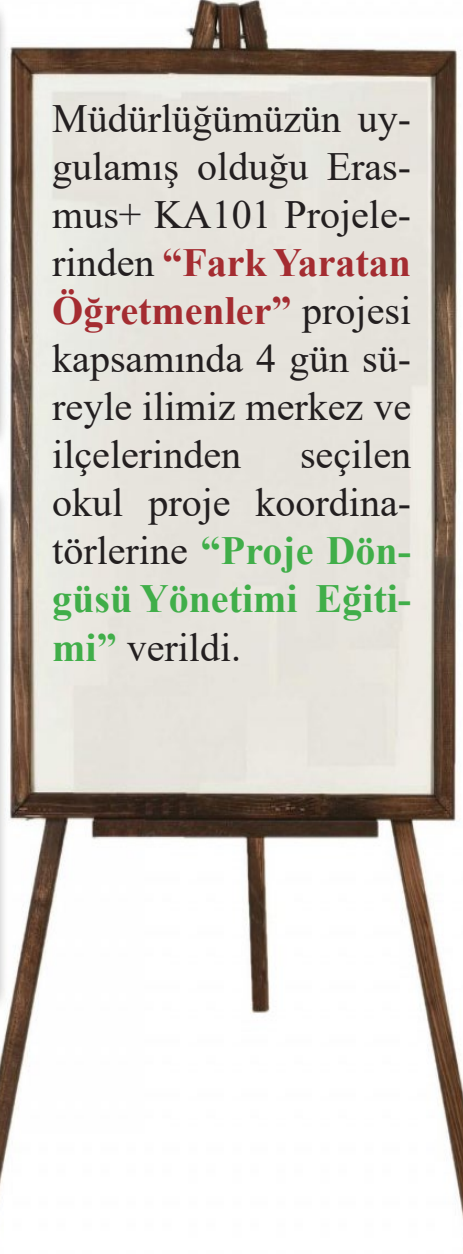 Müdürlüğümüzün uy-
gulamış olduğu Eras-
mus+ KA101 Projele-
rinden “Fark Yaratan
Öğretmenler” projesi
kapsamında 4 gün sü-
reyle ilimiz merkez ve
ilçelerinden seçilen
okul proje koordina-
törlerine “Proje Dön-
güsü Yönetimi Eğiti-
mi” verildi.